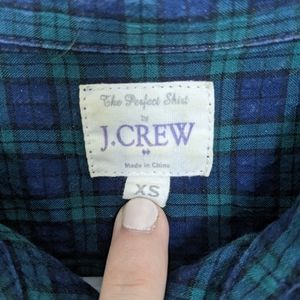 The Perfect Shirt
by
J.CREW
Made in China
XS